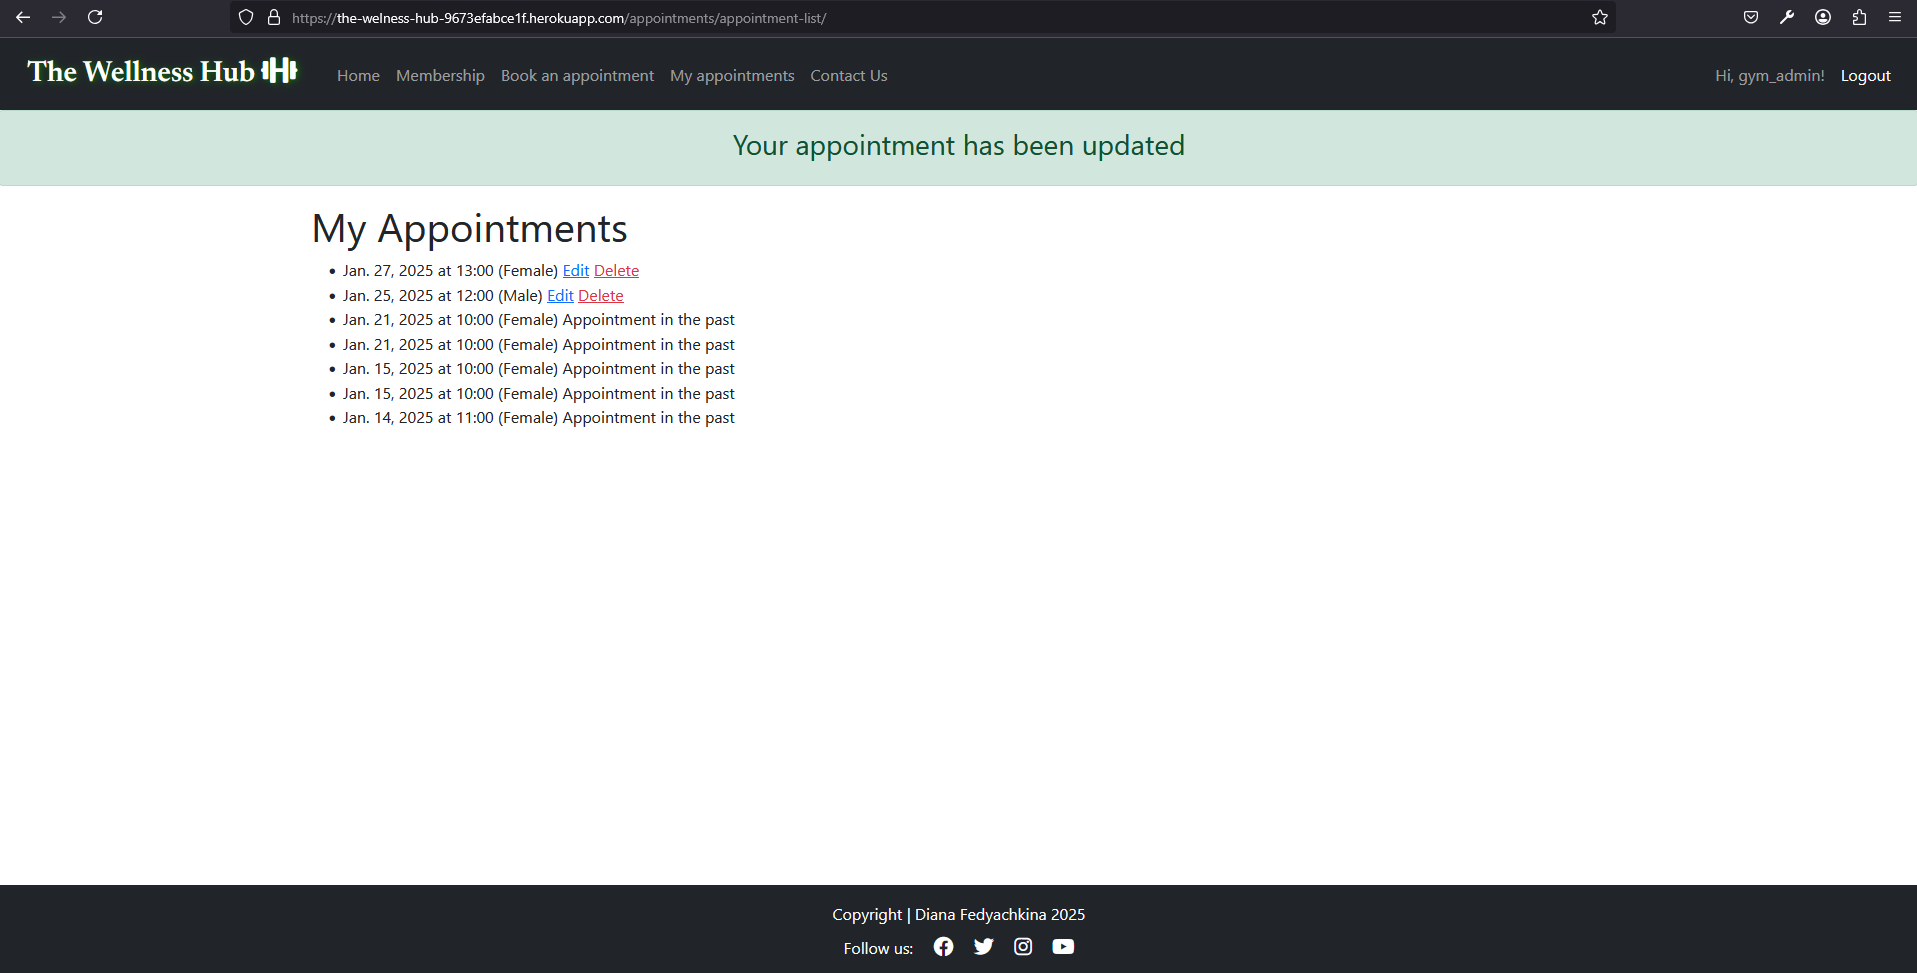 https://the-welness-hub-9673efabce1f.herokuapp.com/appointments/appointment-list/
The Wellness Hub Home Membership Book an appointment My appointments Contact Us Hi, gym_admin! Logout
Your appointment has been updated
My Appointments
• Jan. 27, 2025 at 13:00 (Female) Edit Delete
• Jan. 25, 2025 at 12:00 (Male) Edit Delete
• Jan. 21, 2025 at 10:00 (Female) Appointment in the past
• Jan. 21, 2025 at 10:00 (Female) Appointment in the past
• Jan. 15, 2025 at 10:00 (Female) Appointment in the past
• Jan. 15, 2025 at 10:00 (Female) Appointment in the past
• Jan. 14, 2025 at 11:00 (Female) Appointment in the past
Copyright | Diana Fedyachkina 2025
Follow us: